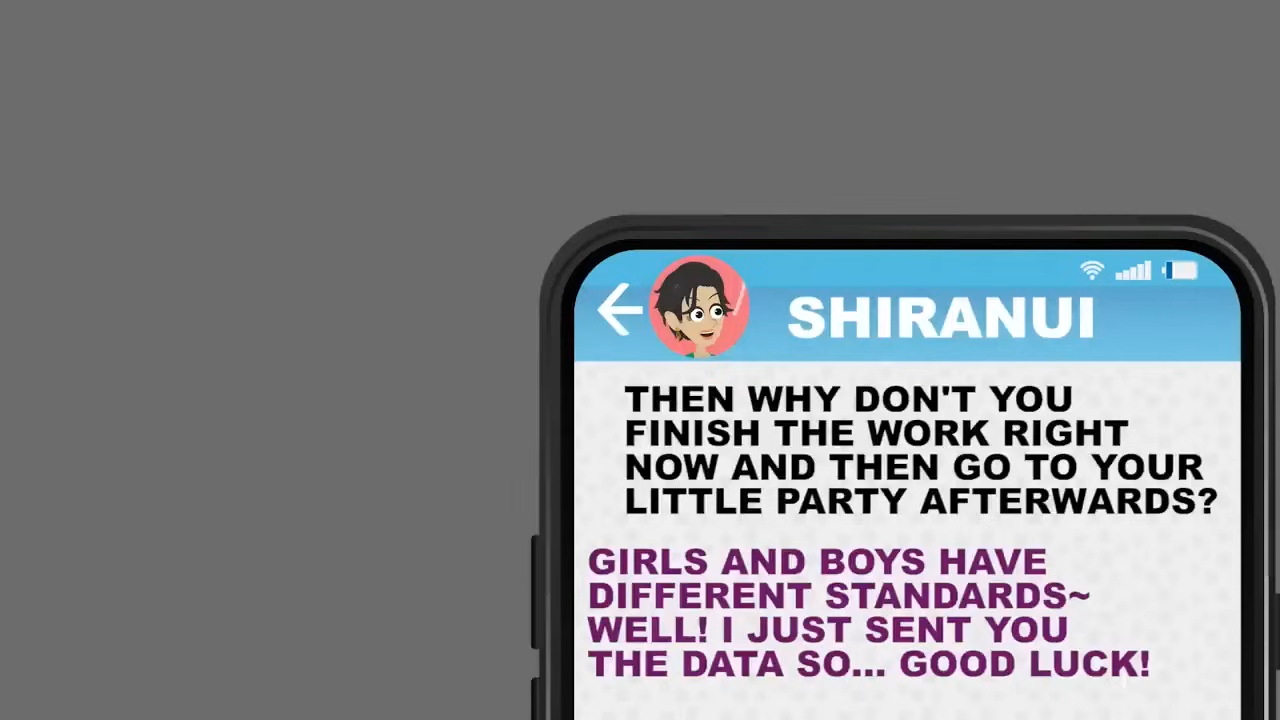 SHIRANUI
THEN WHY DON'T YOU
FINISH THE WORK RIGHT
NOW AND THEN GO TO YOUR
LITTLE PARTY AFTERWARDS?
GIRLS AND BOYS HAVE
DIFFERENT STANDARDS~
WELL! I JUST SENT YOU
THE DATA SO... GOOD LUCK!